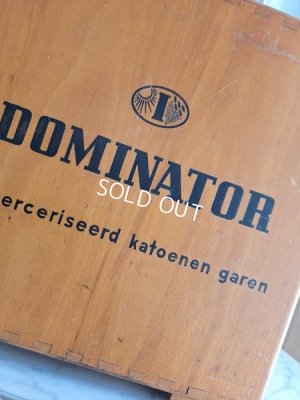 I
DOMINATOR
SOLD OUT
erceriseerd katoenen garen